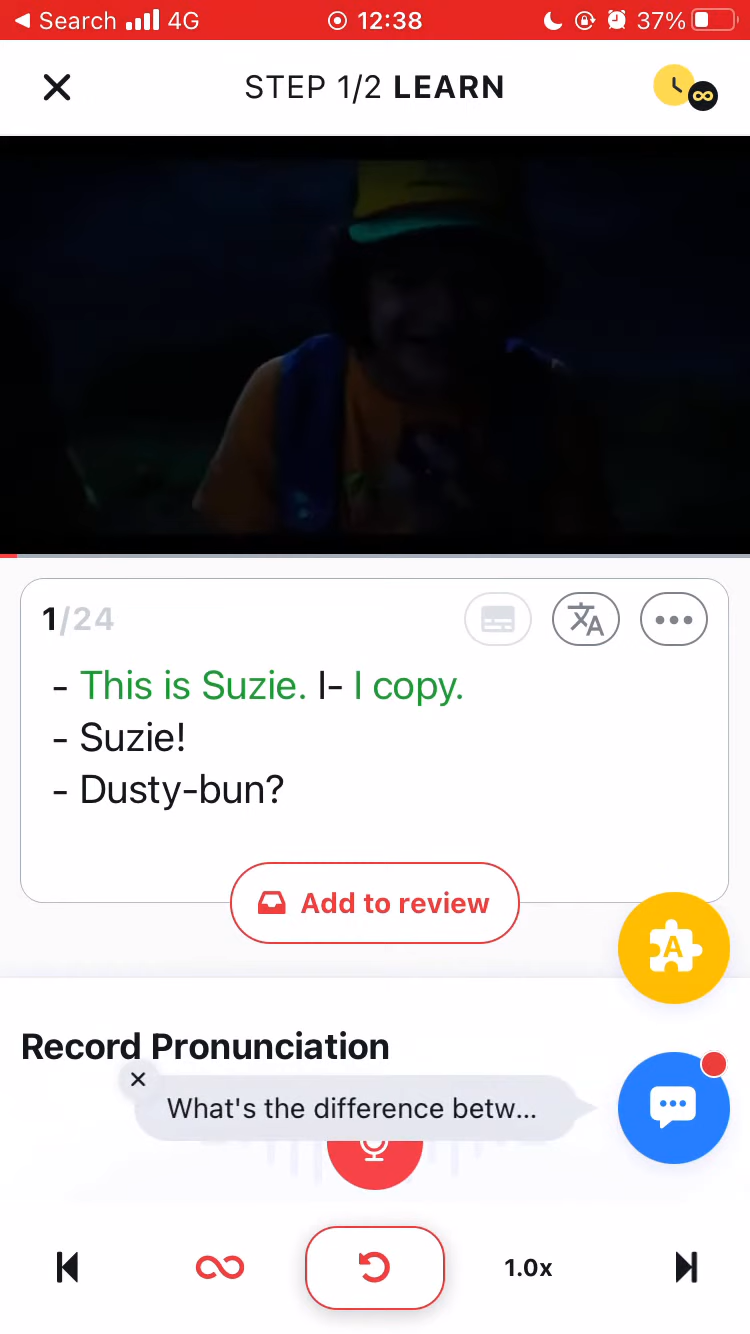 Search 4G 12:38 37%
STEP 1/2 LEARN
1/24
- This is Suzie. I- I copy.
- Suzie!
- Dusty-bun?
Add to review
A
Record Pronunciation
What's the difference betw...
1.0x